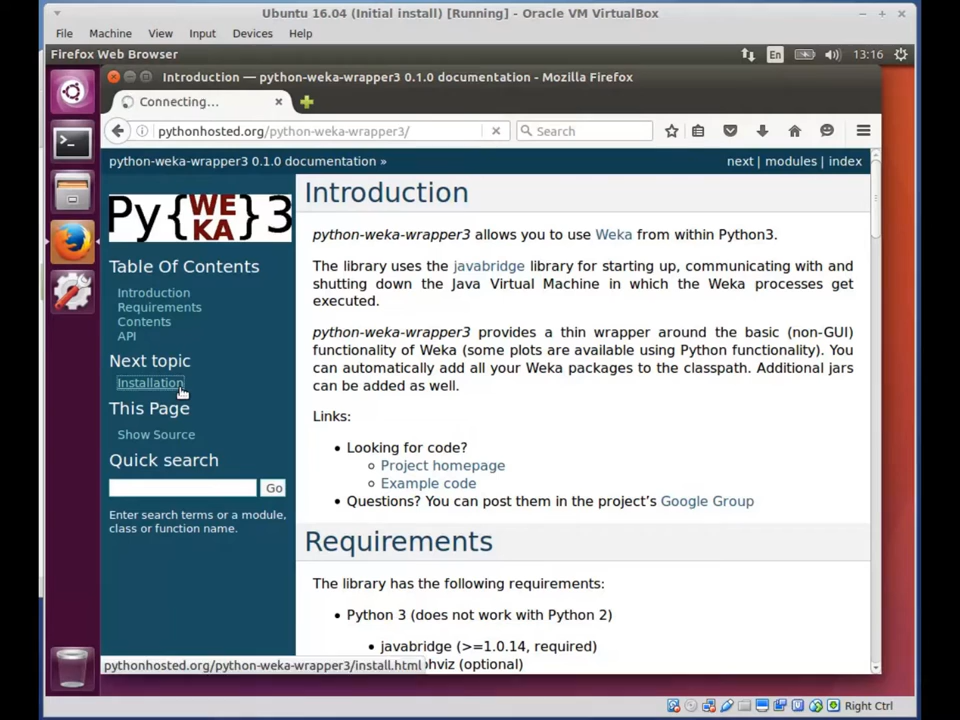 Ubuntu 16.04 (Initial install) [Running] - Oracle VM VirtualBox
File Machine View Input Devices Help
Firefox Web Browser En 13:16
Introduction — python-weka-wrapper3 0.1.0 documentation - Mozilla Firefox
Connecting...
pythonhosted.org/python-weka-wrapper3/ Search
python-weka-wrapper3 0.1.0 documentation » next | modules | index
Py{WEKA}3
Table Of Contents
Introduction
Requirements
Contents
API
Next topic
Installation
This Page
Show Source
Quick search
Go
Enter search terms or a module,
class or function name.
Introduction
python-weka-wrapper3 allows you to use Weka from within Python3.
The library uses the javabridge library for starting up, communicating with and
shutting down the Java Virtual Machine in which the Weka processes get
executed.
python-weka-wrapper3 provides a thin wrapper around the basic (non-GUI)
functionality of Weka (some plots are available using Python functionality). You
can automatically add all your Weka packages to the classpath. Additional jars
can be added as well.
Links:
• Looking for code?
◦ Project homepage
◦ Example code
• Questions? You can post them in the project's Google Group
Requirements
The library has the following requirements:
• Python 3 (does not work with Python 2)
• javabridge (>=1.0.14, required)
phviz (optional)
pythonhosted.org/python-weka-wrapper3/install.html
Right Ctrl